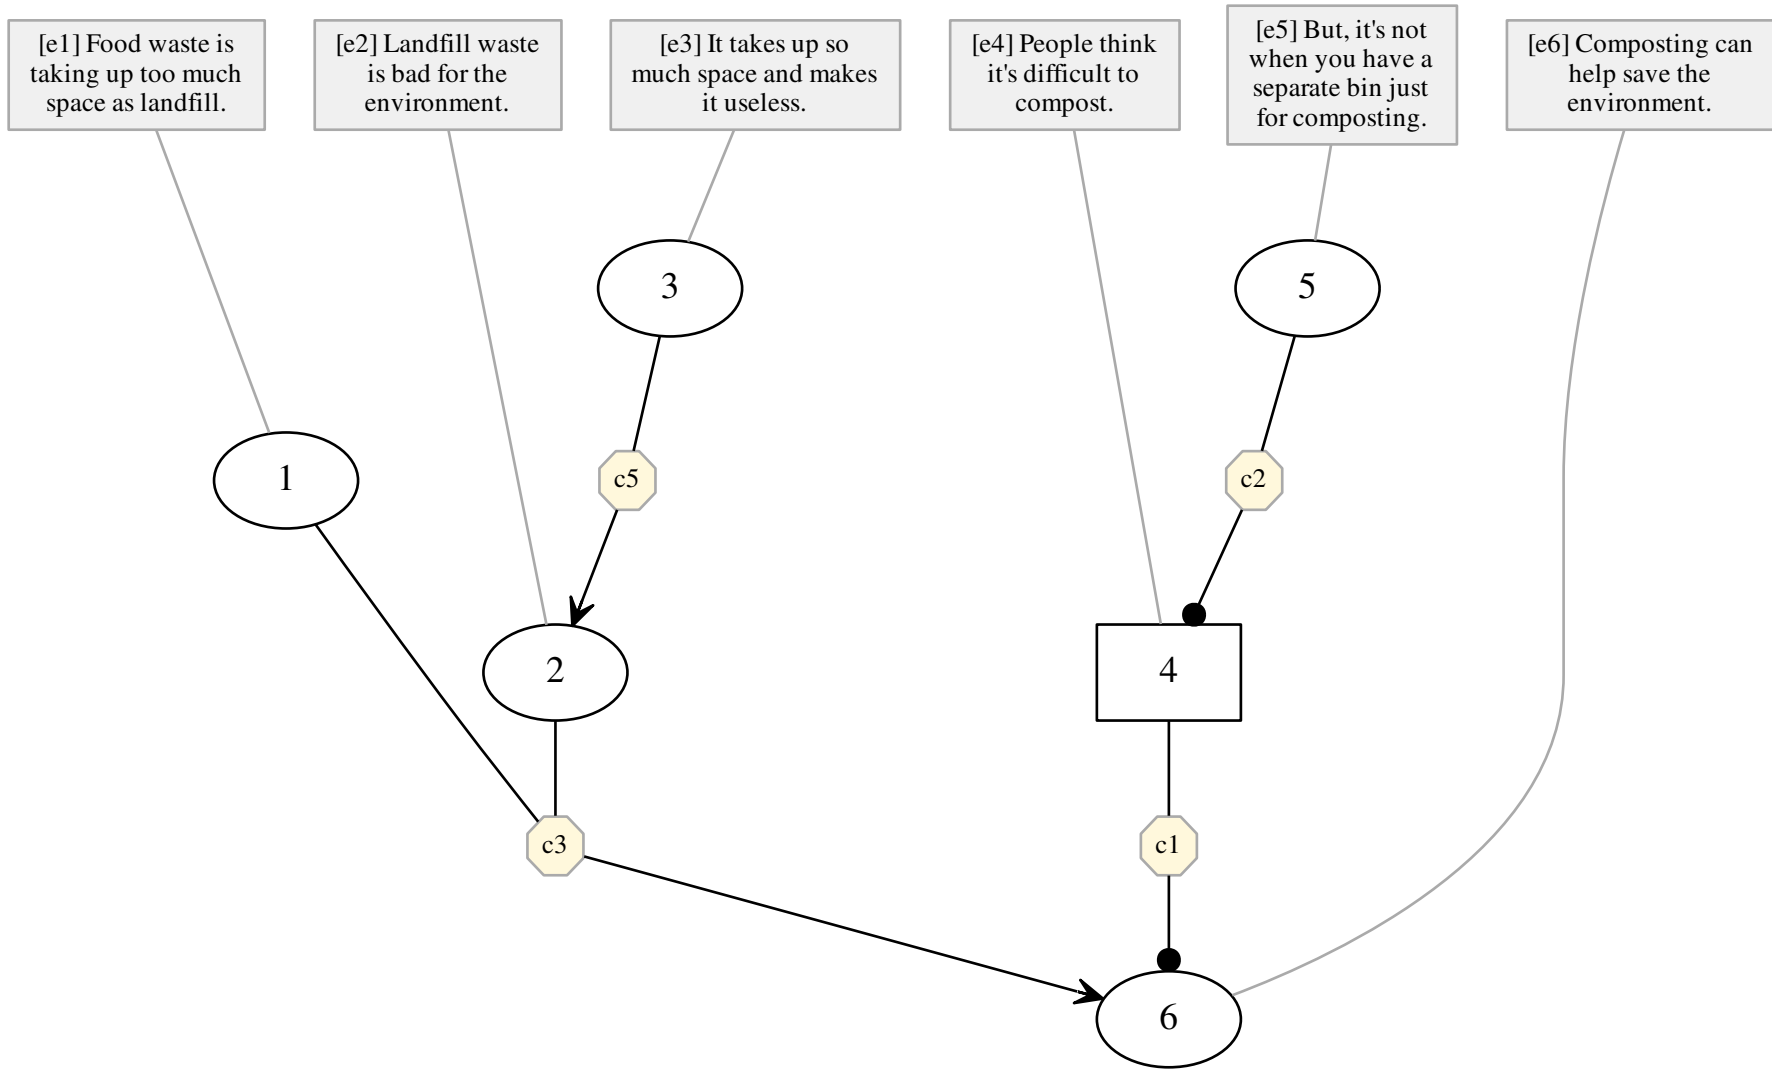 [e1] Food waste is
taking up too much
space as landfill.
[e2] Landfill waste
is bad for the
environment.
[e3] It takes up so
much space and makes
it useless.
[e4] People think
it's difficult to
compost.
[e5] But, it's not
when you have a
separate bin just
for composting.
[e6] Composting can
help save the
environment.
3
5
1
c5
c2
2
4
c3
c1
6